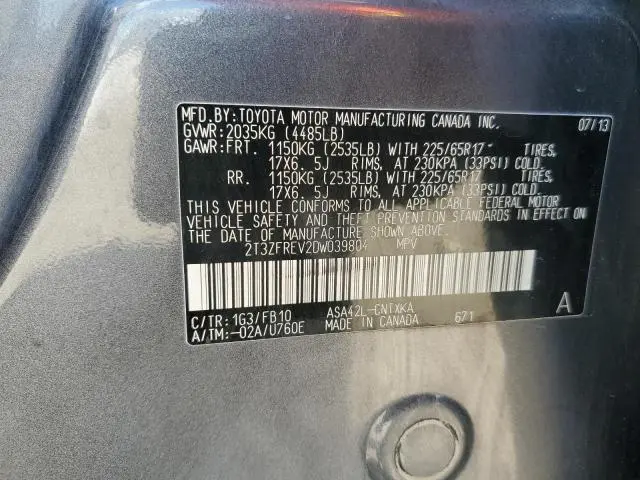 MFD.BY:TOYOTA MOTOR MANUFACTURING CANADA INC. 07/13
GVWR:2035KG (4485LB)
GAWR:FRT. 1150KG (2535LB) WITH 225/65R17 TIRES,
17X6.5J RIMS, AT 230KPA (33PSI) COLD.
RR. 1150KG (2535LB) WITH 225/65R17 TIRES,
17X6.5J RIMS, AT 230KPA (33PSI) COLD.
THIS VEHICLE CONFORMS TO ALL APPLICABLE FEDERAL MOTOR
VEHICLE SAFETY AND THEFT PREVENTION STANDARDS IN EFFECT ON
THE DATE OF MANUFACTURE SHOWN ABOVE.
2T3ZFREV2DW039804 MPV
C/TR:1G3/FB10 ASA42L-CNTXKA A
A/TM:-02A/U760E MADE IN CANADA 671